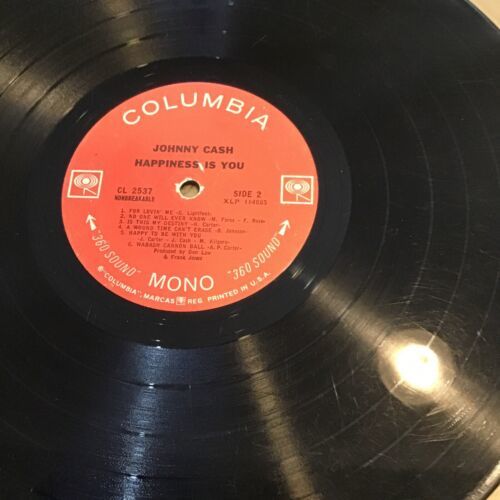 COLUMBIA
JOHNNY CASH
HAPPINESS IS YOU
CL 2537
NONBREAKABLE
SIDE 2
XLP 114085
1. FOR LOVIN' ME -G. Lightfoot-
2. NO ONE WILL EVER KNOW -M. Foree - F. Rose-
3. IS THIS MY DESTINY -H. Carter-
4. A WOUND TIME CAN'T ERASE -B. Johnson-
5. HAPPY TO BE WITH YOU
J. Carter - J. Cash - M. Kilgore-
6. WABASH CANNON BALL -A. P. Carter-
Produced by Don Law
& Frank Jones
"360 SOUND" MONO "360 SOUND"
® "COLUMBIA", MARCAS REG. PRINTED IN U.S.A.